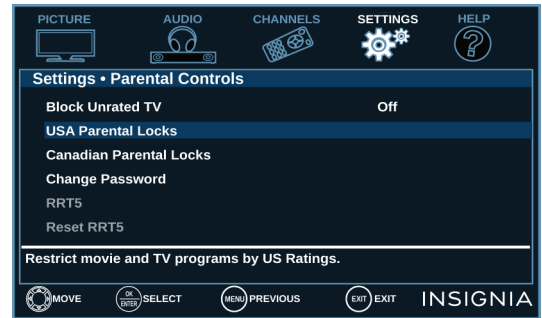 PICTURE AUDIO CHANNELS SETTINGS HELP
Settings • Parental Controls
Block Unrated TV Off
USA Parental Locks
Canadian Parental Locks
Change Password
RRT5
Reset RRT5
Restrict movie and TV programs by US Ratings.
MOVE OK ENTER SELECT MENU PREVIOUS EXIT EXIT INSIGNIA